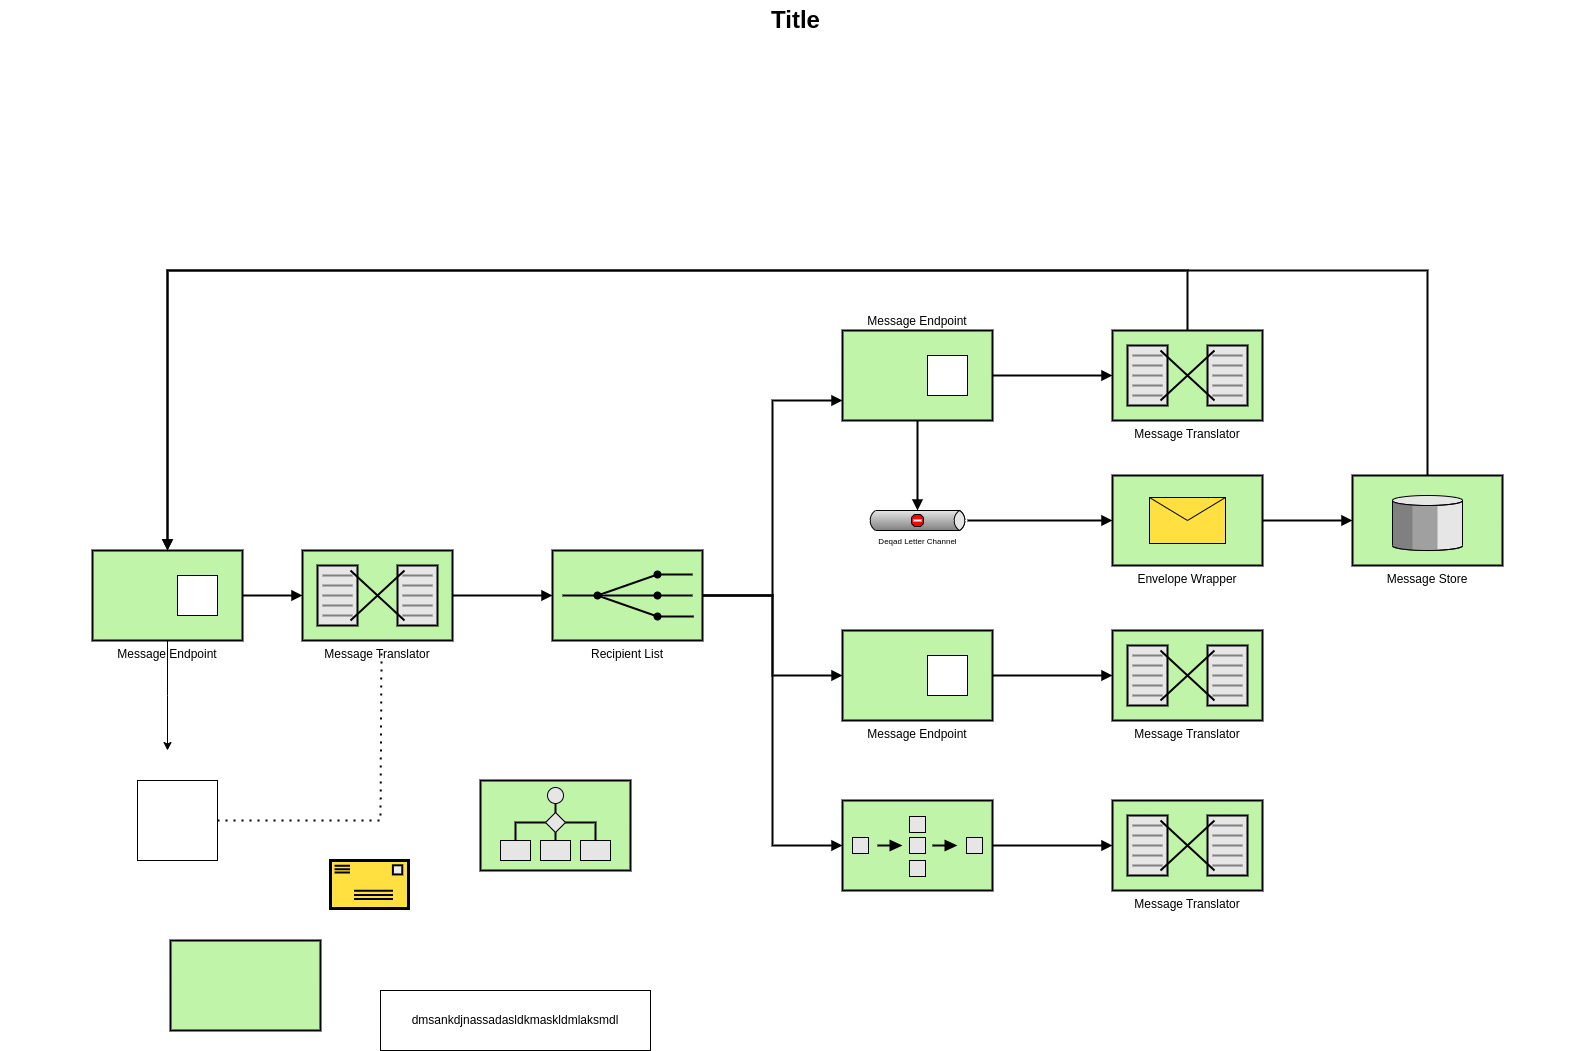 Title
Message Endpoint
Message Translator
Deqad Letter Channel
Envelope Wrapper
Message Store
Message Endpoint
Message Translator
Recipient List
Message Endpoint
Message Translator
Message Translator
dmsankdjnassadasldkmaskldmlaksmdl